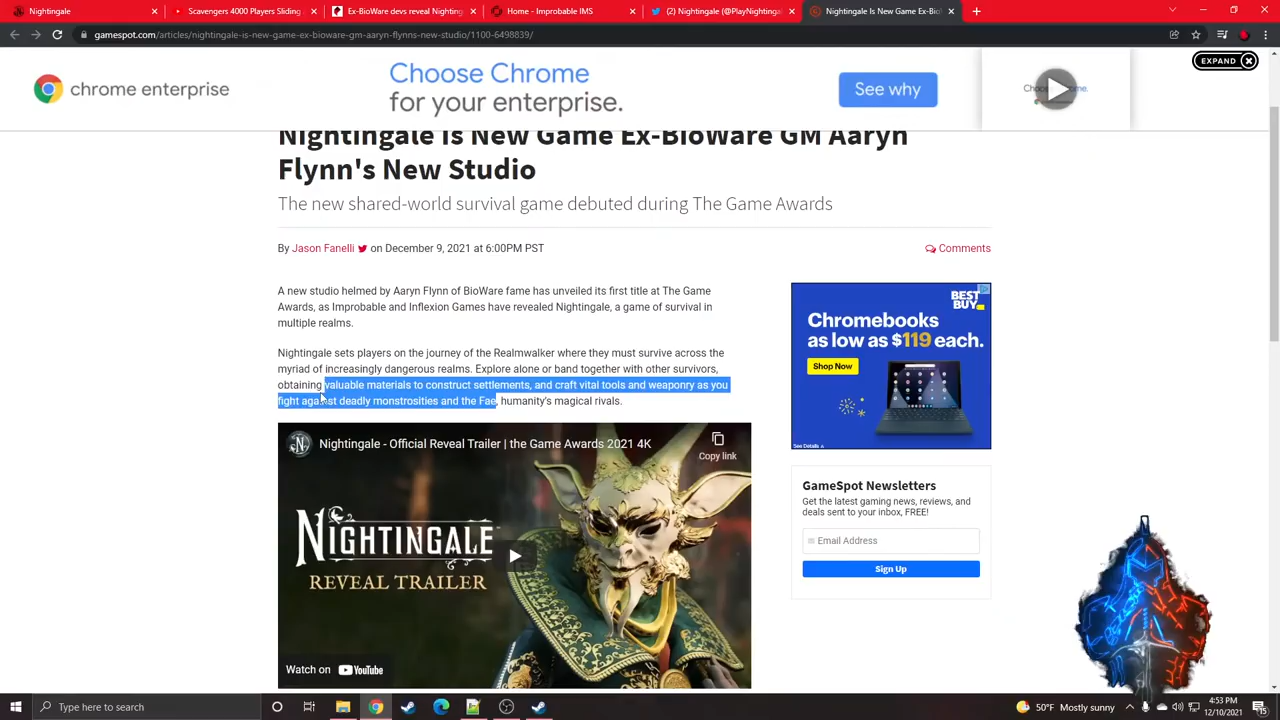 Nightingale
Scavengers 4000 Players Sliding
Ex-BioWare devs reveal Nighting
Home - Improbable IMS
(2) Nightingale (@PlayNighting
Nightingale Is New Game Ex-Bio
gamespot.com/articles/nightingale-is-new-game-ex-bioware-gm-aaryn-flynns-new-studio/1100-6498839/
EXPAND
chrome enterprise
Choose Chrome
for your enterprise.
See why
Nightingale Is New Game Ex-BioWare GM Aaryn
Flynn's New Studio
The new shared-world survival game debuted during The Game Awards
By Jason Fanelli on December 9, 2021 at 6:00PM PST
Comments
A new studio helmed by Aaryn Flynn of BioWare fame has unveiled its first title at The Game
Awards, as Improbable and Inflexion Games have revealed Nightingale, a game of survival in
multiple realms.
Nightingale sets players on the journey of the Realmwalker where they must survive across the
myriad of increasingly dangerous realms. Explore alone or band together with other survivors,
obtaining valuable materials to construct settlements, and craft vital tools and weaponry as you
fight against deadly monstrosities and the Fae, humanity's magical rivals.
Nightingale - Official Reveal Trailer | the Game Awards 2021 4K
Copy link
NIGHTINGALE
REVEAL TRAILER
Watch on YouTube
BEST
BUY
Chromebooks
as low as $119 each.
Shop Now
See Details
GameSpot Newsletters
Get the latest gaming news, reviews, and
deals sent to your inbox, FREE!
Email Address
Sign Up
Type here to search
50°F Mostly sunny
4:53 PM
12/10/2021
15